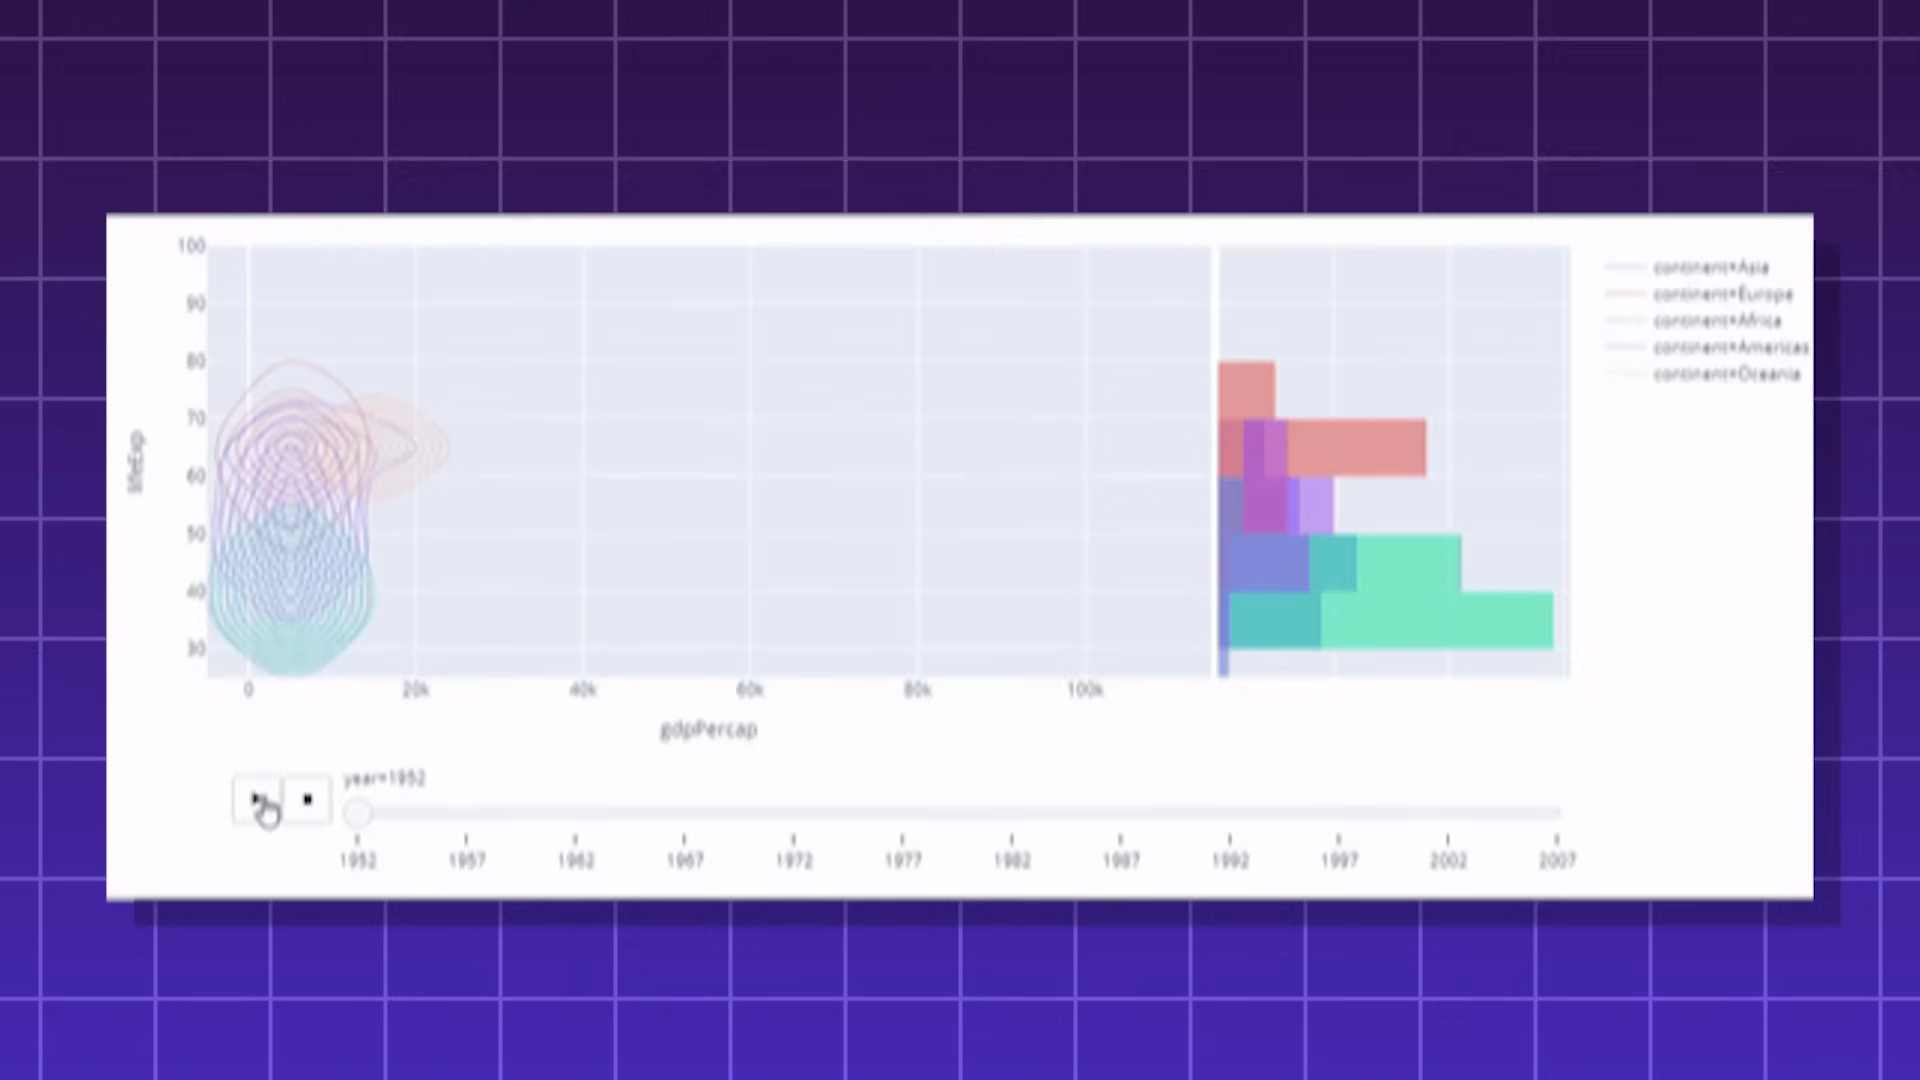 100
90
80
70
60
50
40
30
lifeExp
0 20k 40k 60k 80k 100k
gdpPercap
continent=Asia
continent=Europe
continent=Africa
continent=Americas
continent=Oceania
year=1952
1952 1957 1962 1967 1972 1977 1982 1987 1992 1997 2002 2007